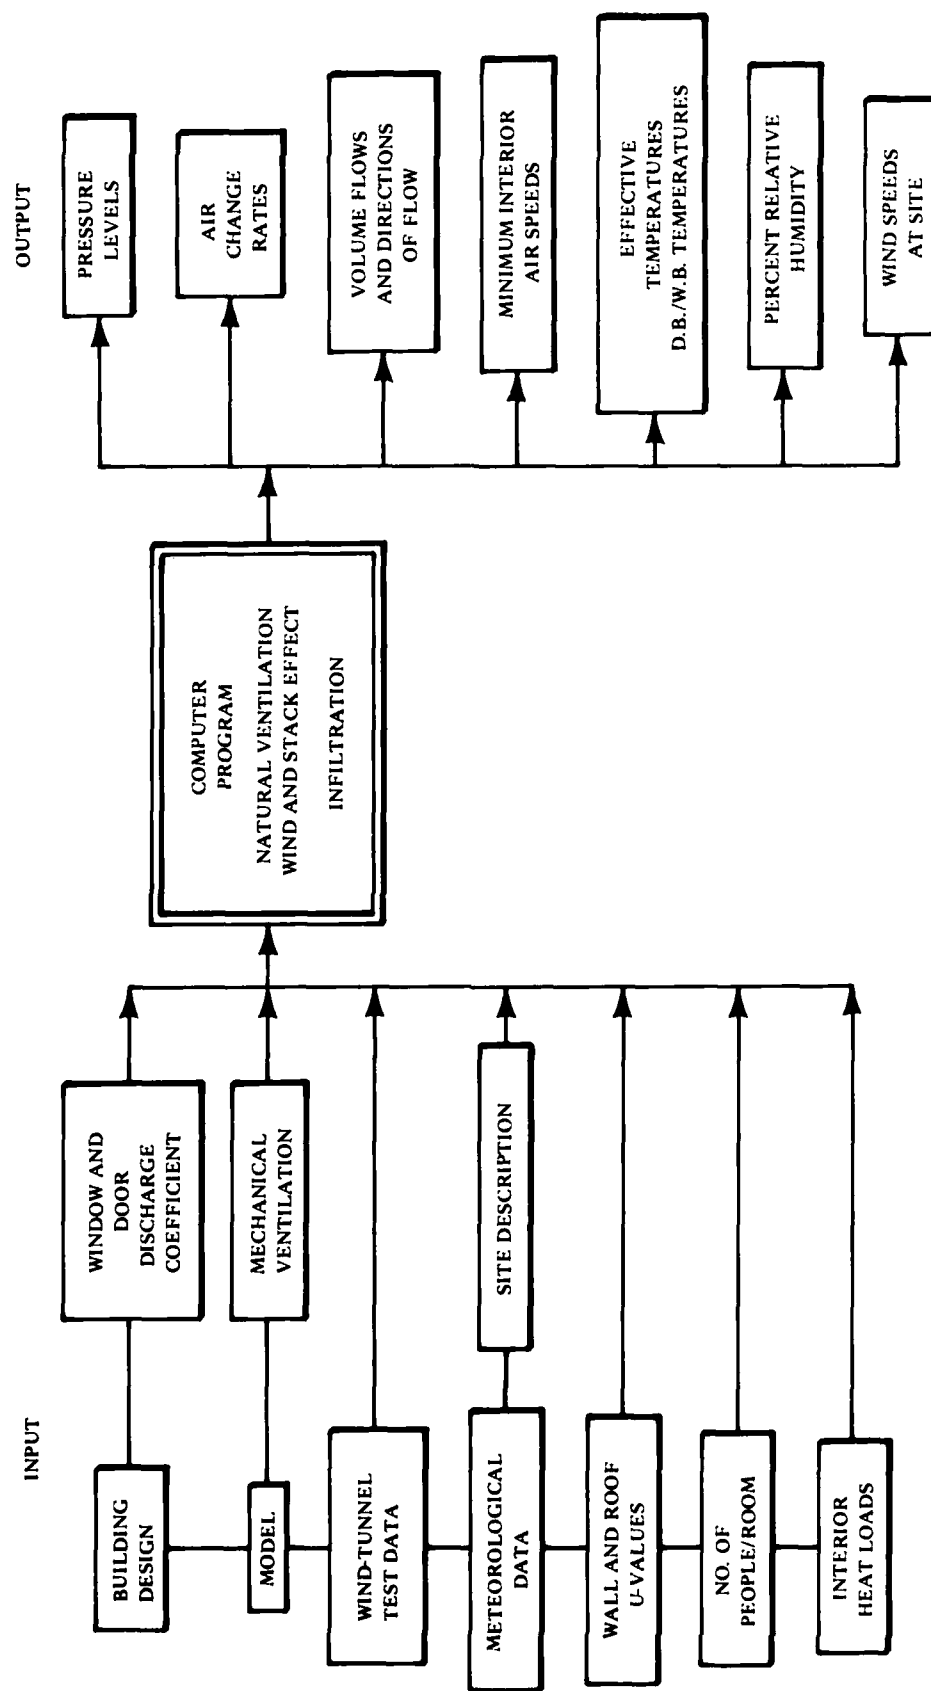 INPUT
BUILDING
DESIGN
MODEL
WIND-TUNNEL
TEST DATA
METEOROLOGICAL
DATA
WALL AND ROOF
U-VALUES
NO. OF
PEOPLE/ROOM
INTERIOR
HEAT LOADS
WINDOW AND
DOOR
DISCHARGE
COEFFICIENT
MECHANICAL
VENTILATION
SITE DESCRIPTION
COMPUTER
PROGRAM
NATURAL VENTILATION
WIND AND STACK EFFECT
INFILTRATION
OUTPUT
PRESSURE
LEVELS
AIR
CHANGE
RATES
VOLUME FLOWS
AND DIRECTIONS
OF FLOW
MINIMUM INTERIOR
AIR SPEEDS
EFFECTIVE
TEMPERATURES
D.B./W.B. TEMPERATURES
PERCENT RELATIVE
HUMIDITY
WIND SPEEDS
AT SITE